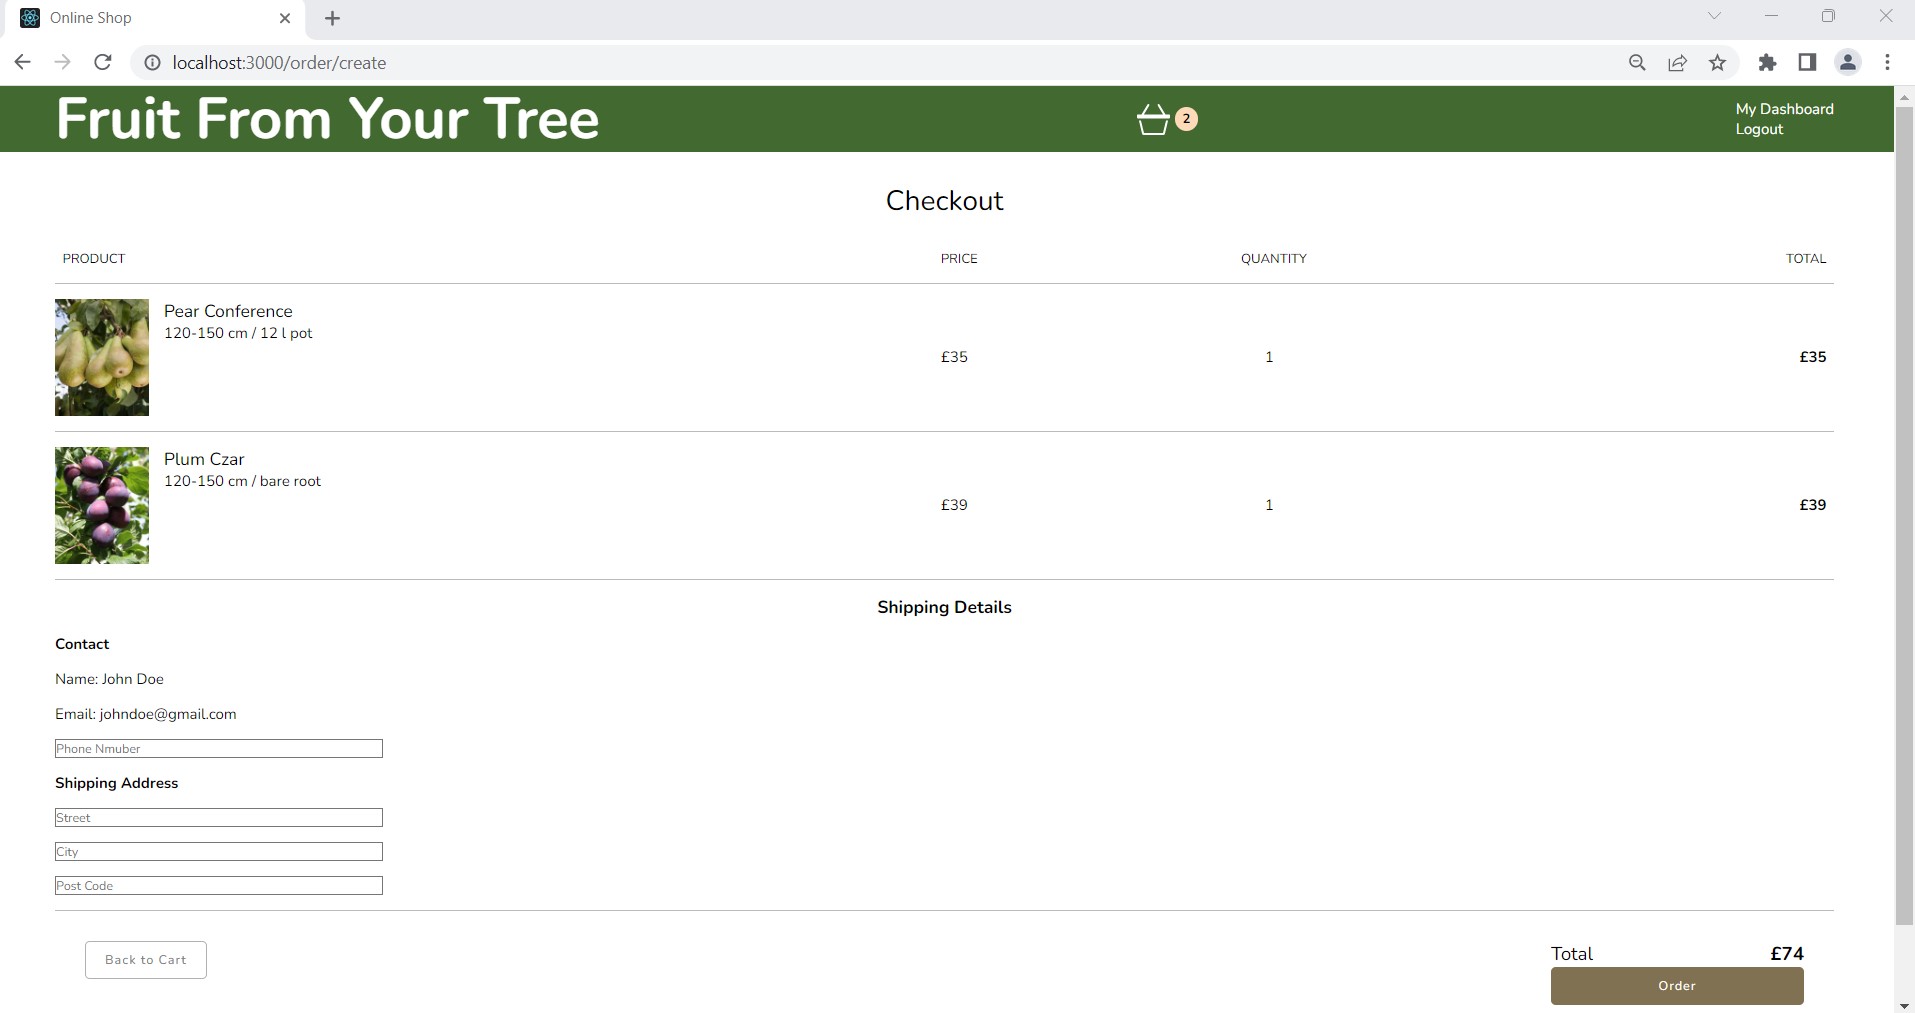 Online Shop
localhost:3000/order/create
Fruit From Your Tree
2
My Dashboard
Logout
Checkout
PRODUCT PRICE QUANTITY TOTAL
Pear Conference
120-150 cm / 12 l pot
£35 1 £35
Plum Czar
120-150 cm / bare root
£39 1 £39
Shipping Details
Contact
Name: John Doe
Email: johndoe@gmail.com
Phone Nmuber
Shipping Address
Street
City
Post Code
Back to Cart
Total £74
Order